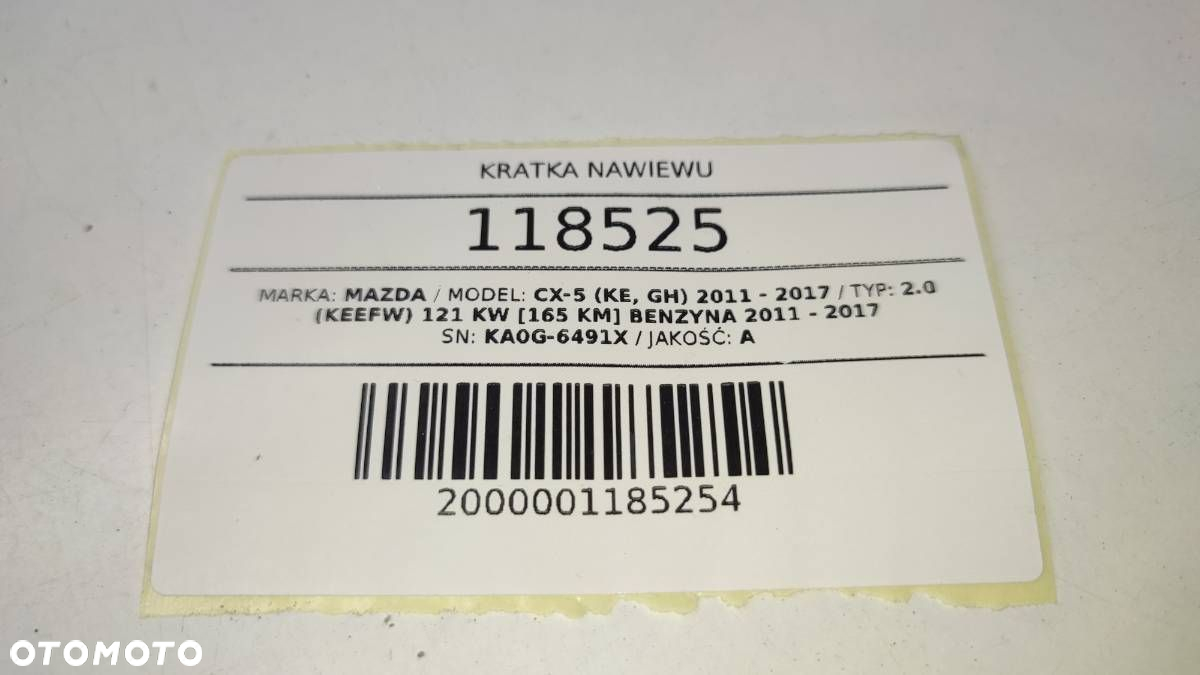 KRATKA NAWIEWU
118525
MARKA: MAZDA / MODEL: CX-5 (KE, GH) 2011 - 2017 / TYP: 2.0
(KEEFW) 121 KW [165 KM] BENZYNA 2011 - 2017
SN: KA0G-6491X / JAKOŚĆ: A
2000001185254
OTOMOTO